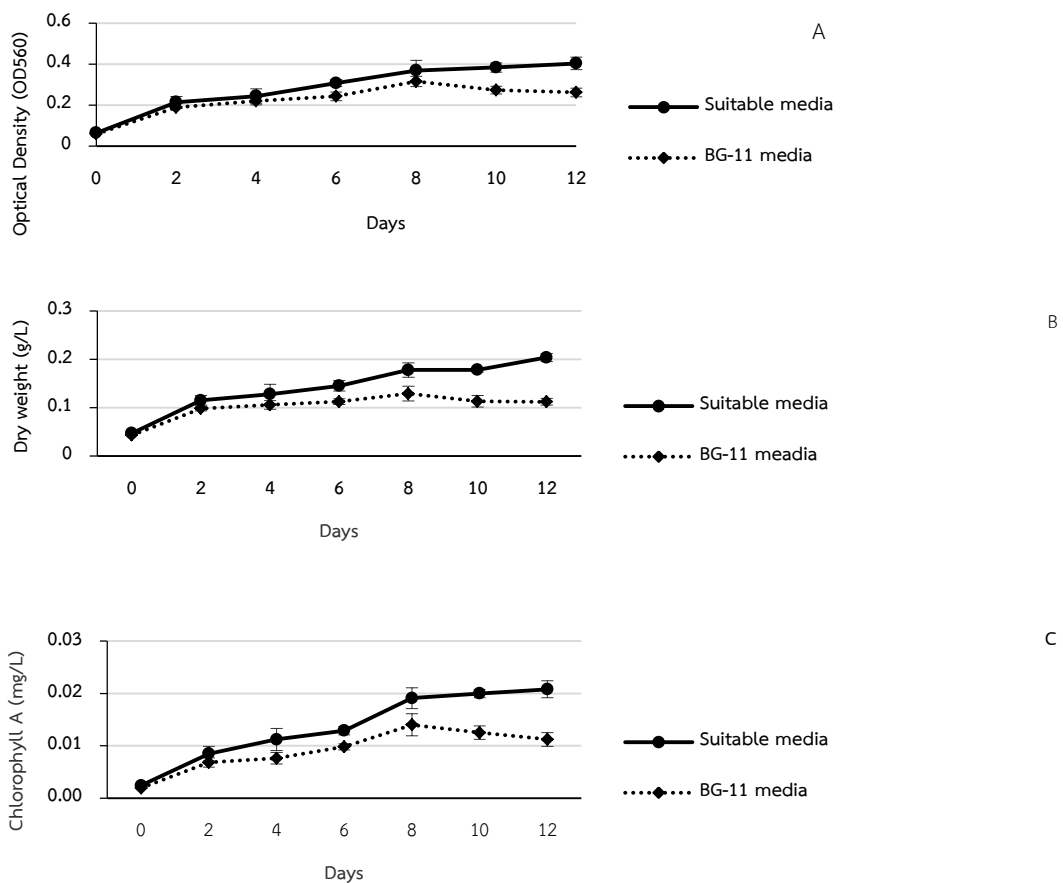 A
Optical Density (OD560)
0.6
0.4
0.2
0
0 2 4 6 8 10 12
Days
Suitable media
BG-11 media
B
Dry weight (g/L)
0.3
0.2
0.1
0
0 2 4 6 8 10 12
Days
Suitable media
BG-11 meadia
C
Chlorophyll A (mg/L)
0.03
0.02
0.01
0.00
0 2 4 6 8 10 12
Days
Suitable media
BG-11 media